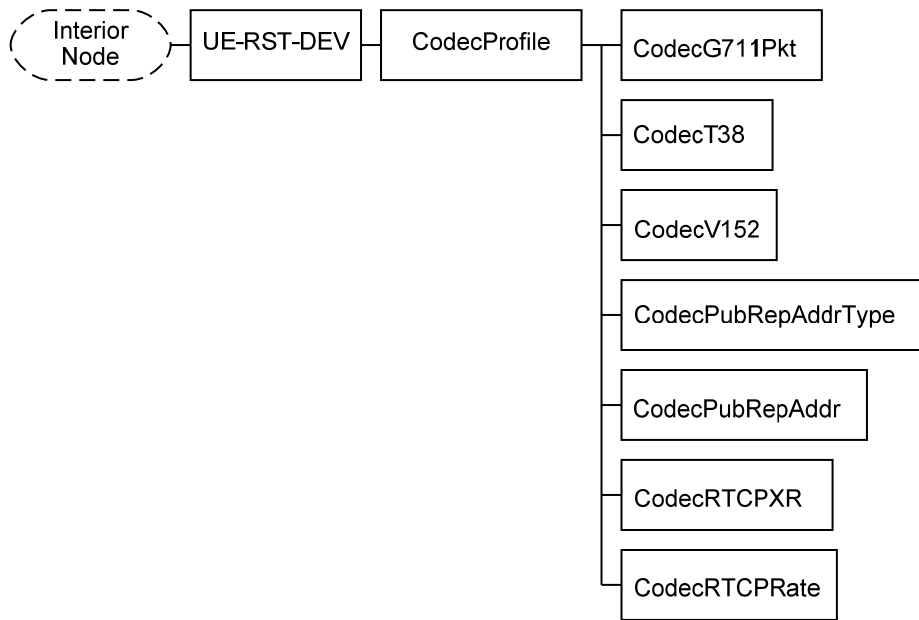 Interior
Node
UE-RST-DEV
CodecProfile
CodecG711Pkt
CodecT38
CodecV152
CodecPubRepAddrType
CodecPubRepAddr
CodecRTCPXR
CodecRTCPRate